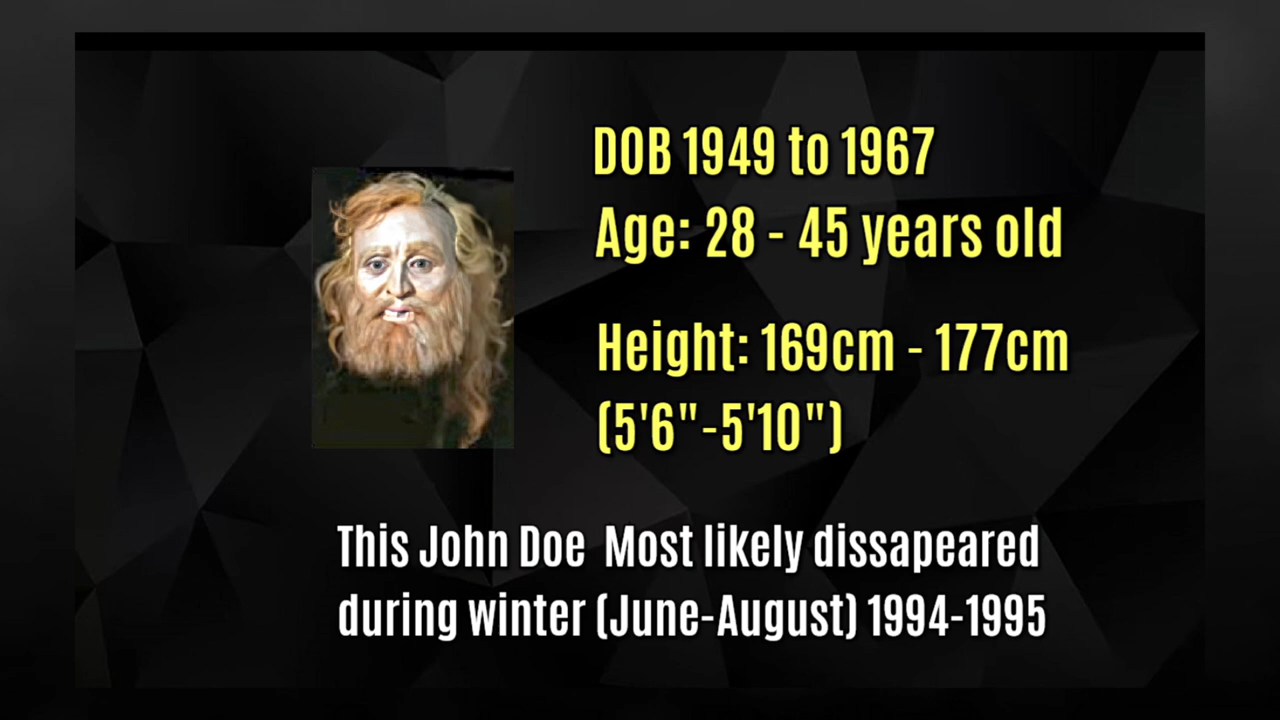 DOB 1949 to 1967
Age: 28 - 45 years old
Height: 169cm - 177cm
(5'6"-5'10")
This John Doe  Most likely dissapeared
during winter (June-August) 1994-1995